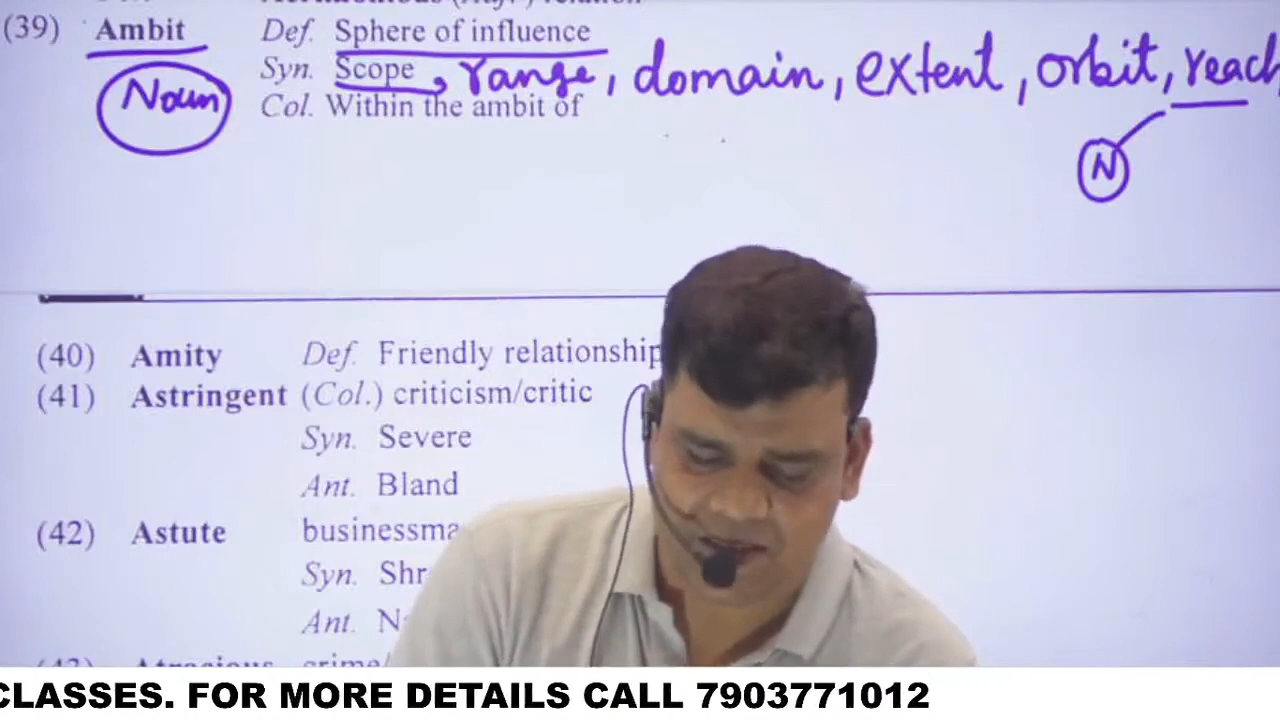 (39) Ambit Def. Sphere of influence
Syn. Scope, range, domain, extent, orbit, reach
Noun Col. Within the ambit of
N
(40) Amity Def. Friendly relationship
(41) Astringent (Col.) criticism/critic
Syn. Severe
Ant. Bland
(42) Astute businessma
Syn. Shr
Ant. N
CLASSES. FOR MORE DETAILS CALL 7903771012